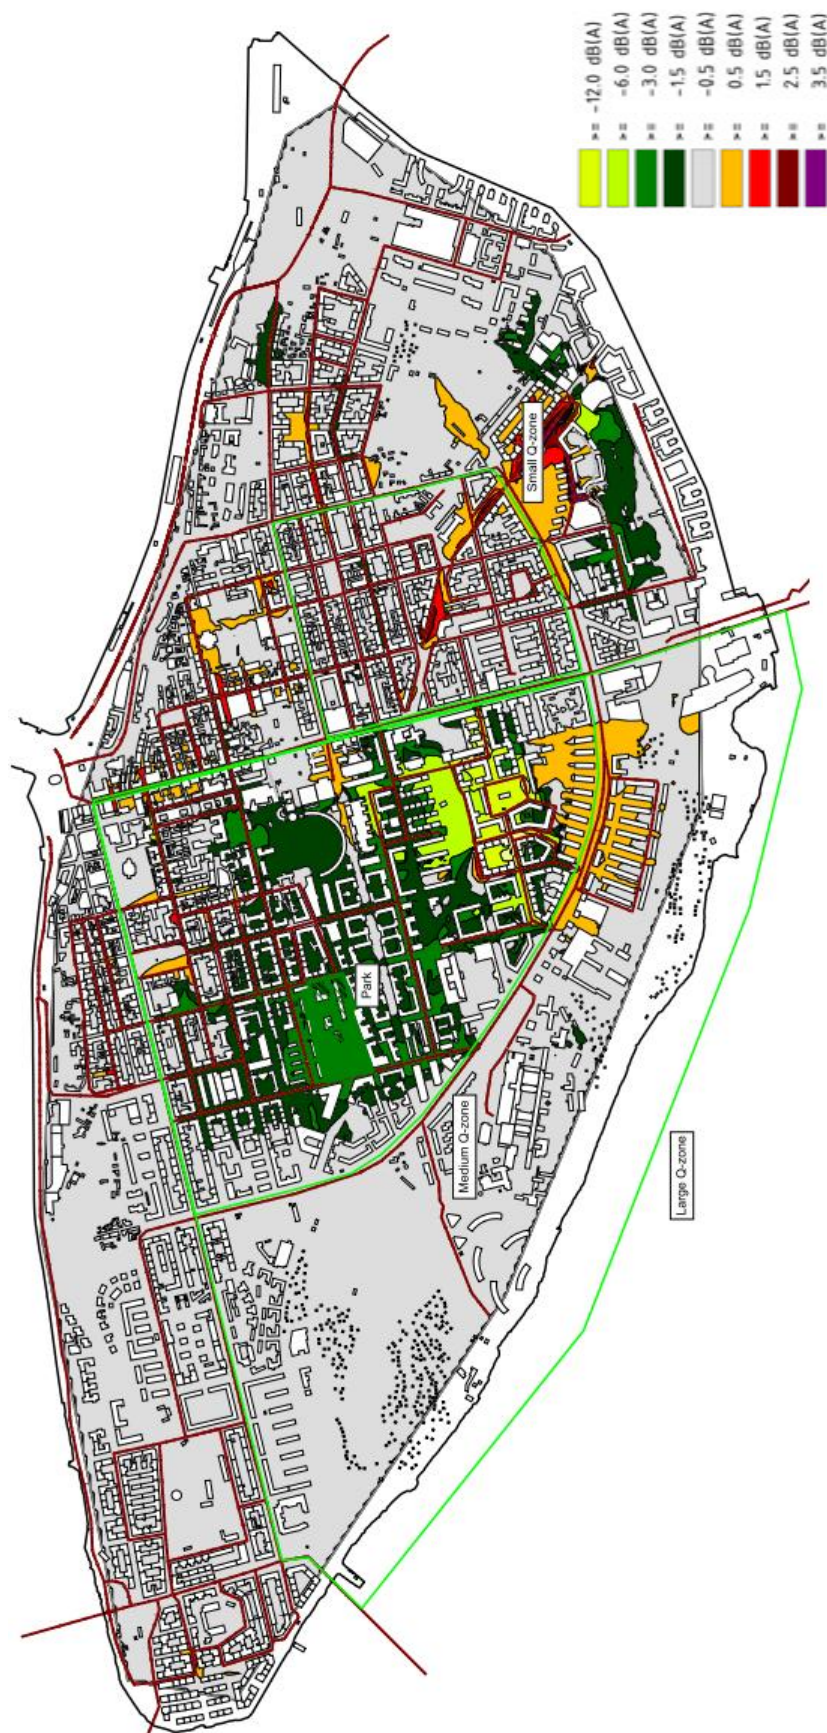 >= -12.0 dB(A)
>= -6.0 dB(A)
>= -3.0 dB(A)
>= -1.5 dB(A)
>= -0.5 dB(A)
>= 0.5 dB(A)
>= 1.5 dB(A)
>= 2.5 dB(A)
>= 3.5 dB(A)
Small Q-zone
Park
Medium Q-zone
Large Q-zone